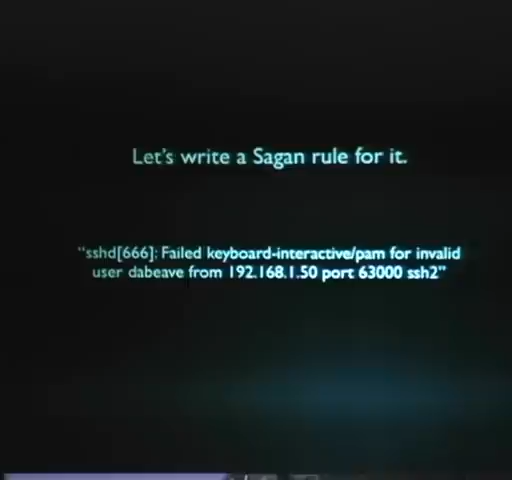 Let's write a Sagan rule for it.
"sshd[666]: Failed keyboard-interactive/pam for invalid
user dabeave from 192.168.1.50 port 63000 ssh2"